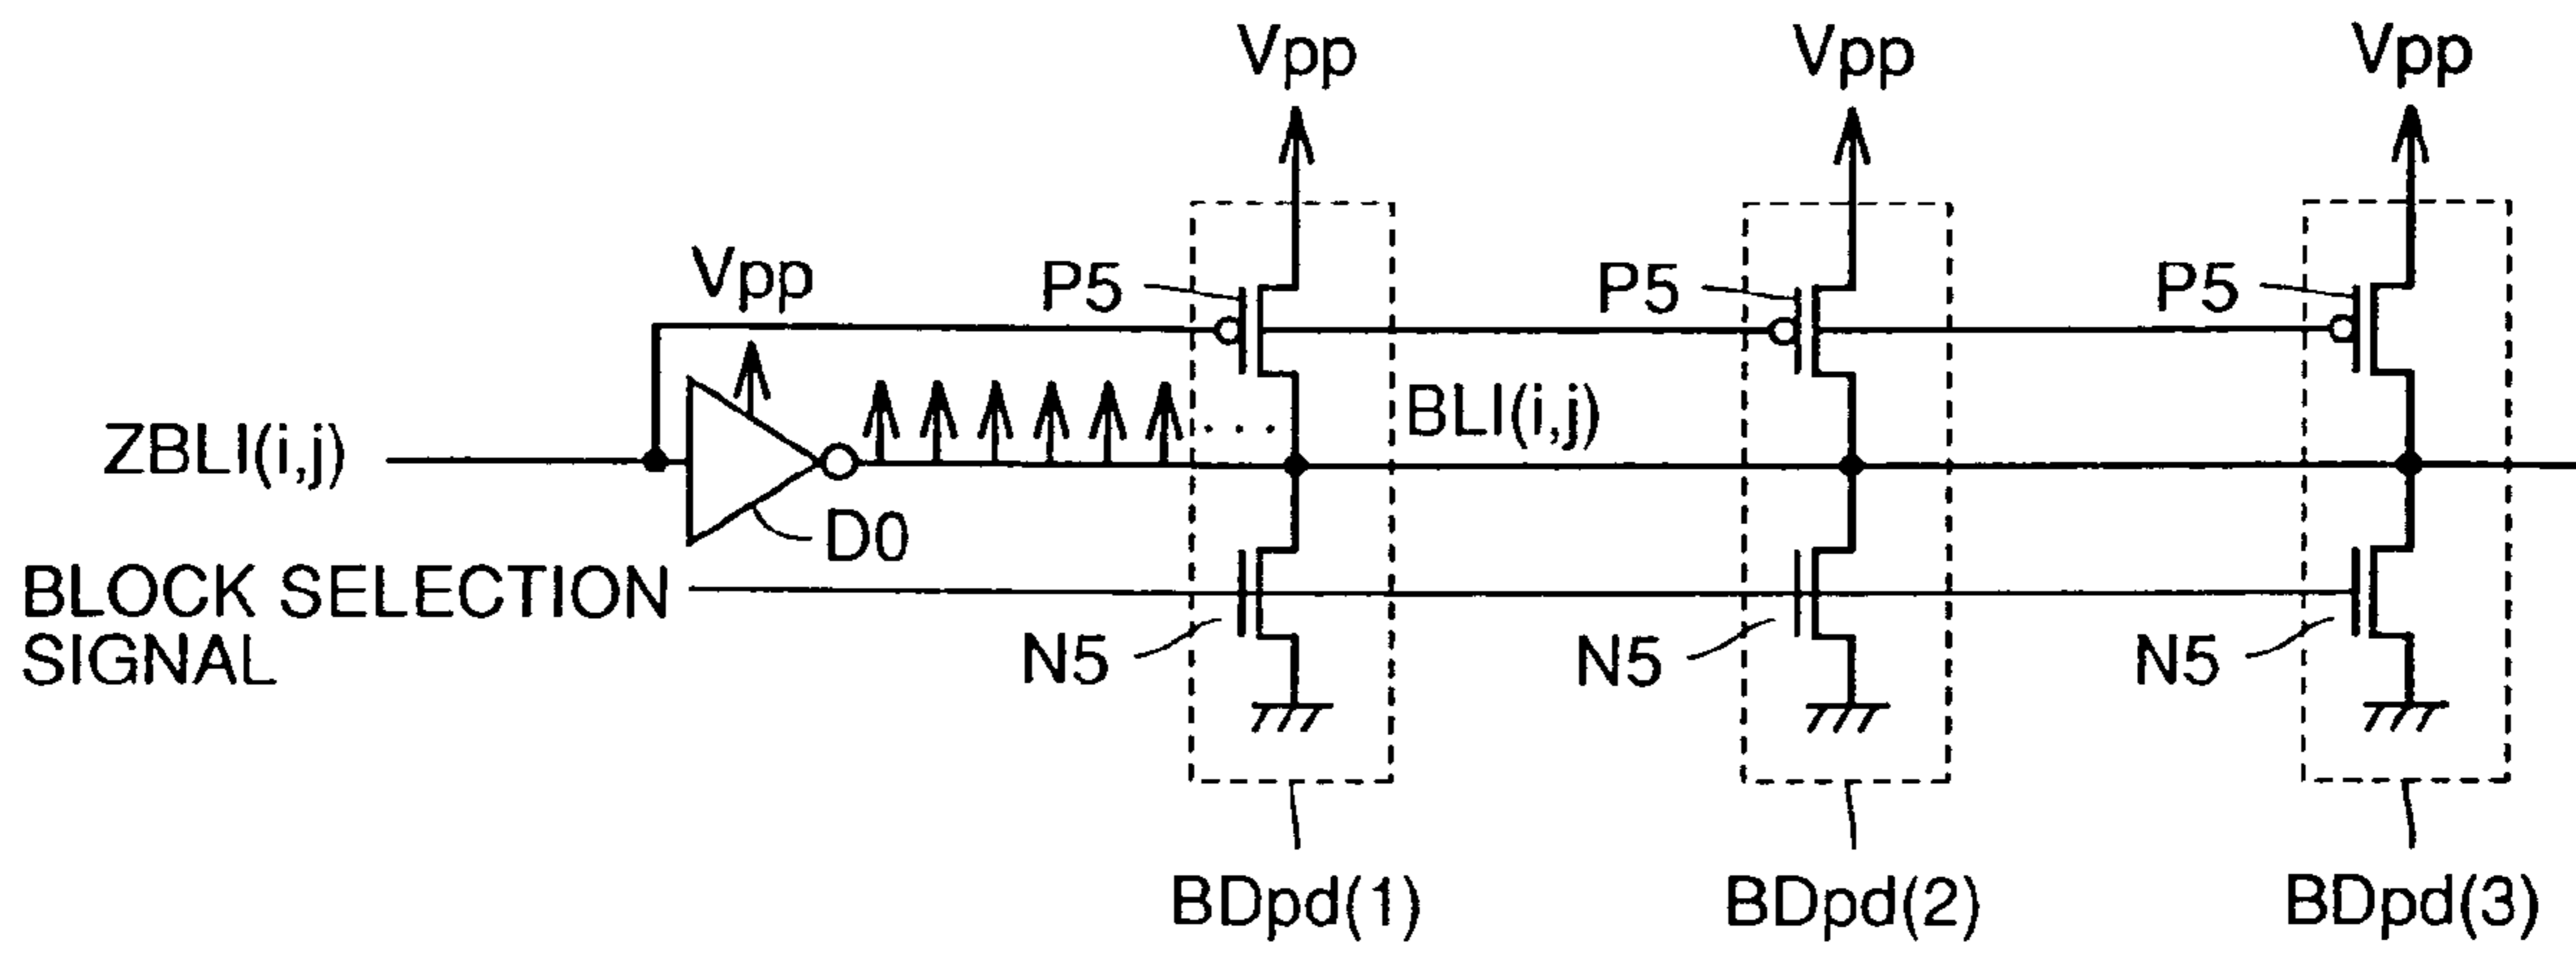 Vpp Vpp Vpp
Vpp P5 P5 P5
ZBLI(i,j) ... BLI(i,j)
D0
BLOCK SELECTION
SIGNAL N5 N5 N5
BDpd(1) BDpd(2) BDpd(3)